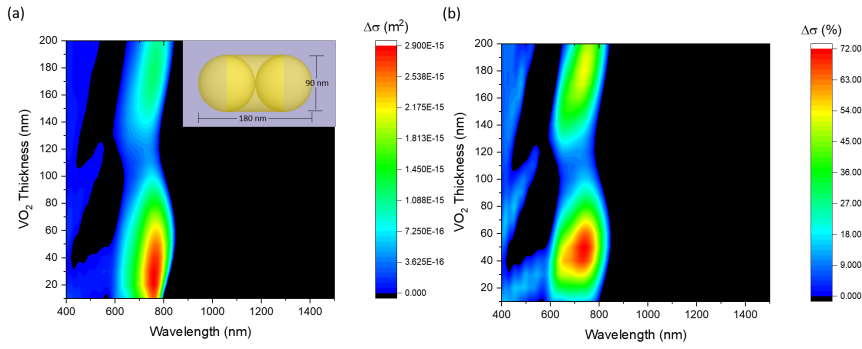 (a)
Δσ (m²)
200
180
160
140
120
100
80
60
40
20
VO₂ Thickness (nm)
400 600 800 1000 1200 1400
Wavelength (nm)
90 nm
180 nm
2.900E-15
2.538E-15
2.175E-15
1.813E-15
1.450E-15
1.088E-15
7.250E-16
3.625E-16
0.000
(b)
Δσ (%)
200
180
160
140
120
100
80
60
40
20
VO₂ Thickness (nm)
400 600 800 1000 1200 1400
Wavelength (nm)
72.00
63.00
54.00
45.00
36.00
27.00
18.00
9.000
0.000